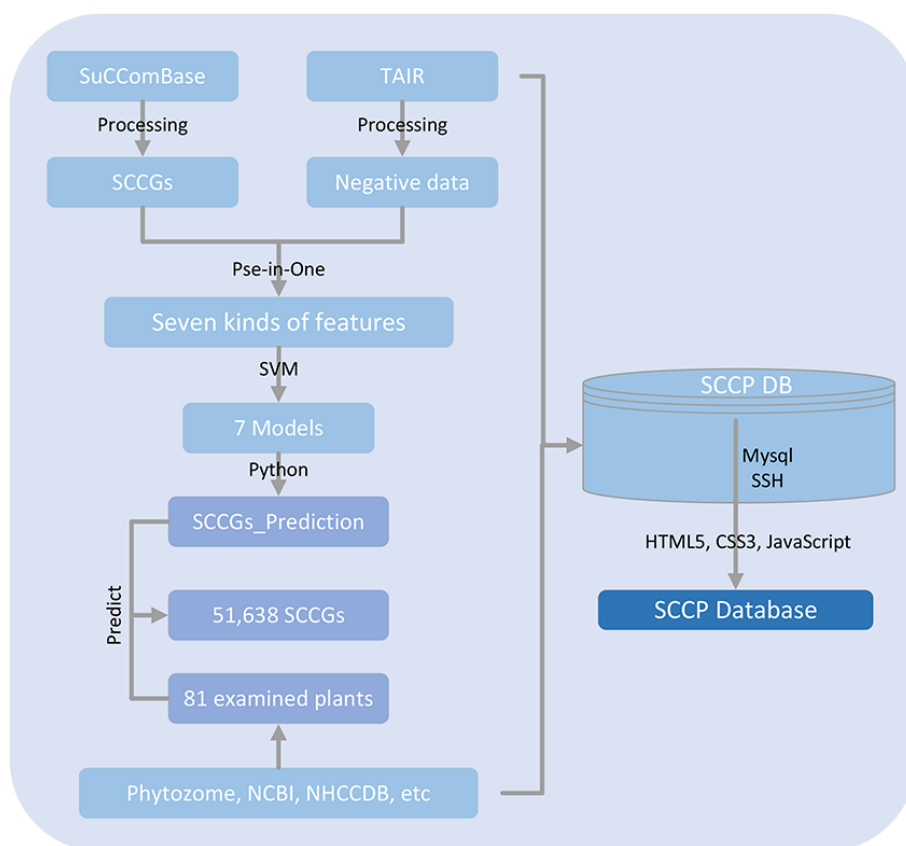 SuCComBase
TAIR
Processing
Processing
SCCGs
Negative data
Pse-in-One
Seven kinds of features
SVM
7 Models
Python
SCCGs_Prediction
Predict
51,638 SCCGs
81 examined plants
Phytozome, NCBI, NHCCDB, etc
SCCP DB
Mysql
SSH
HTML5, CSS3, JavaScript
SCCP Database